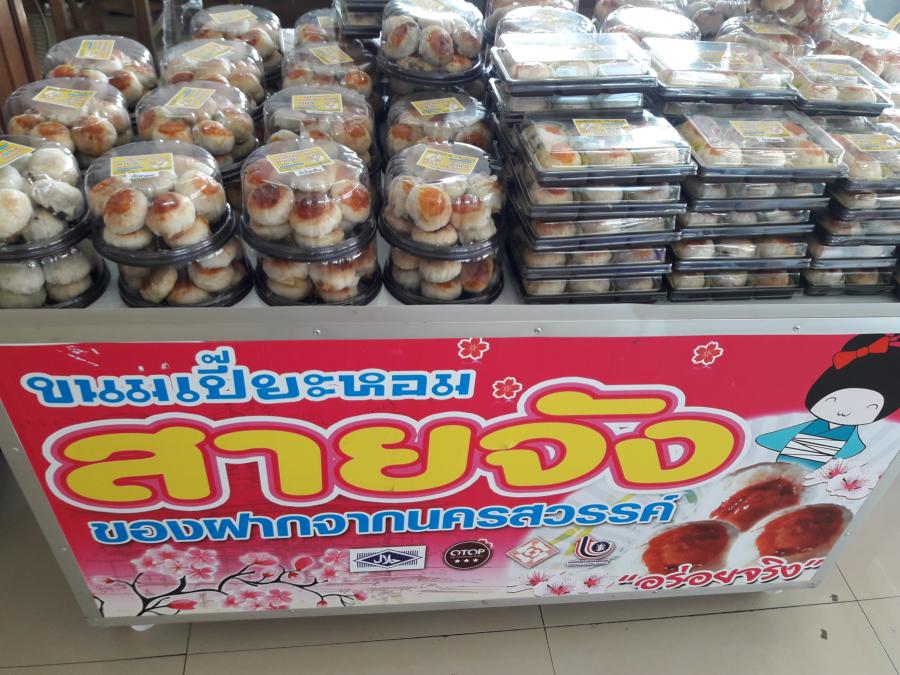 ขนมเปี๊ยะหอม
สายจัง
ของฝากจากนครสวรรค์
OTOP
"อร่อยจริง"